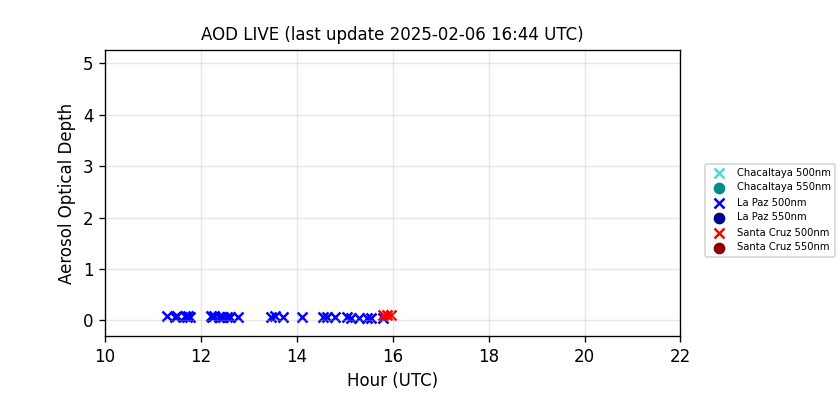 AOD LIVE (last update 2025-02-06 16:44 UTC)
5
4
3
2
1
0
Aerosol Optical Depth
10 12 14 16 18 20 22
Hour (UTC)
Chacaltaya 500nm
Chacaltaya 550nm
La Paz 500nm
La Paz 550nm
Santa Cruz 500nm
Santa Cruz 550nm